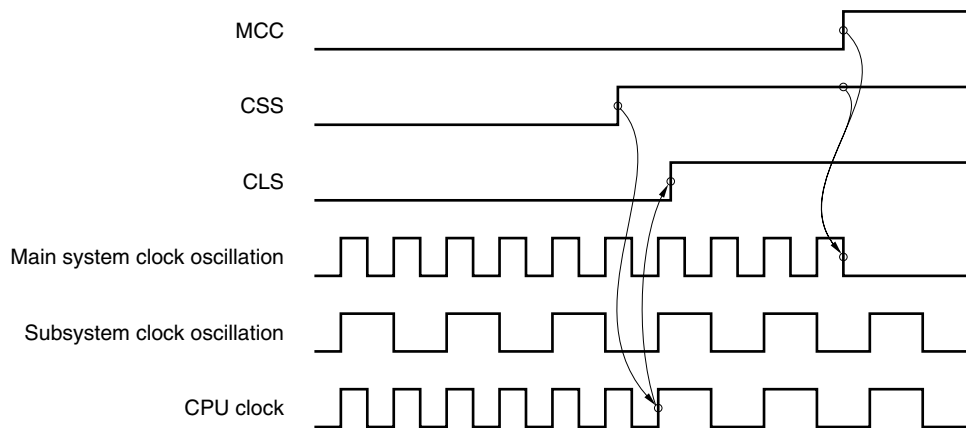 MCC
CSS
CLS
Main system clock oscillation
Subsystem clock oscillation
CPU clock